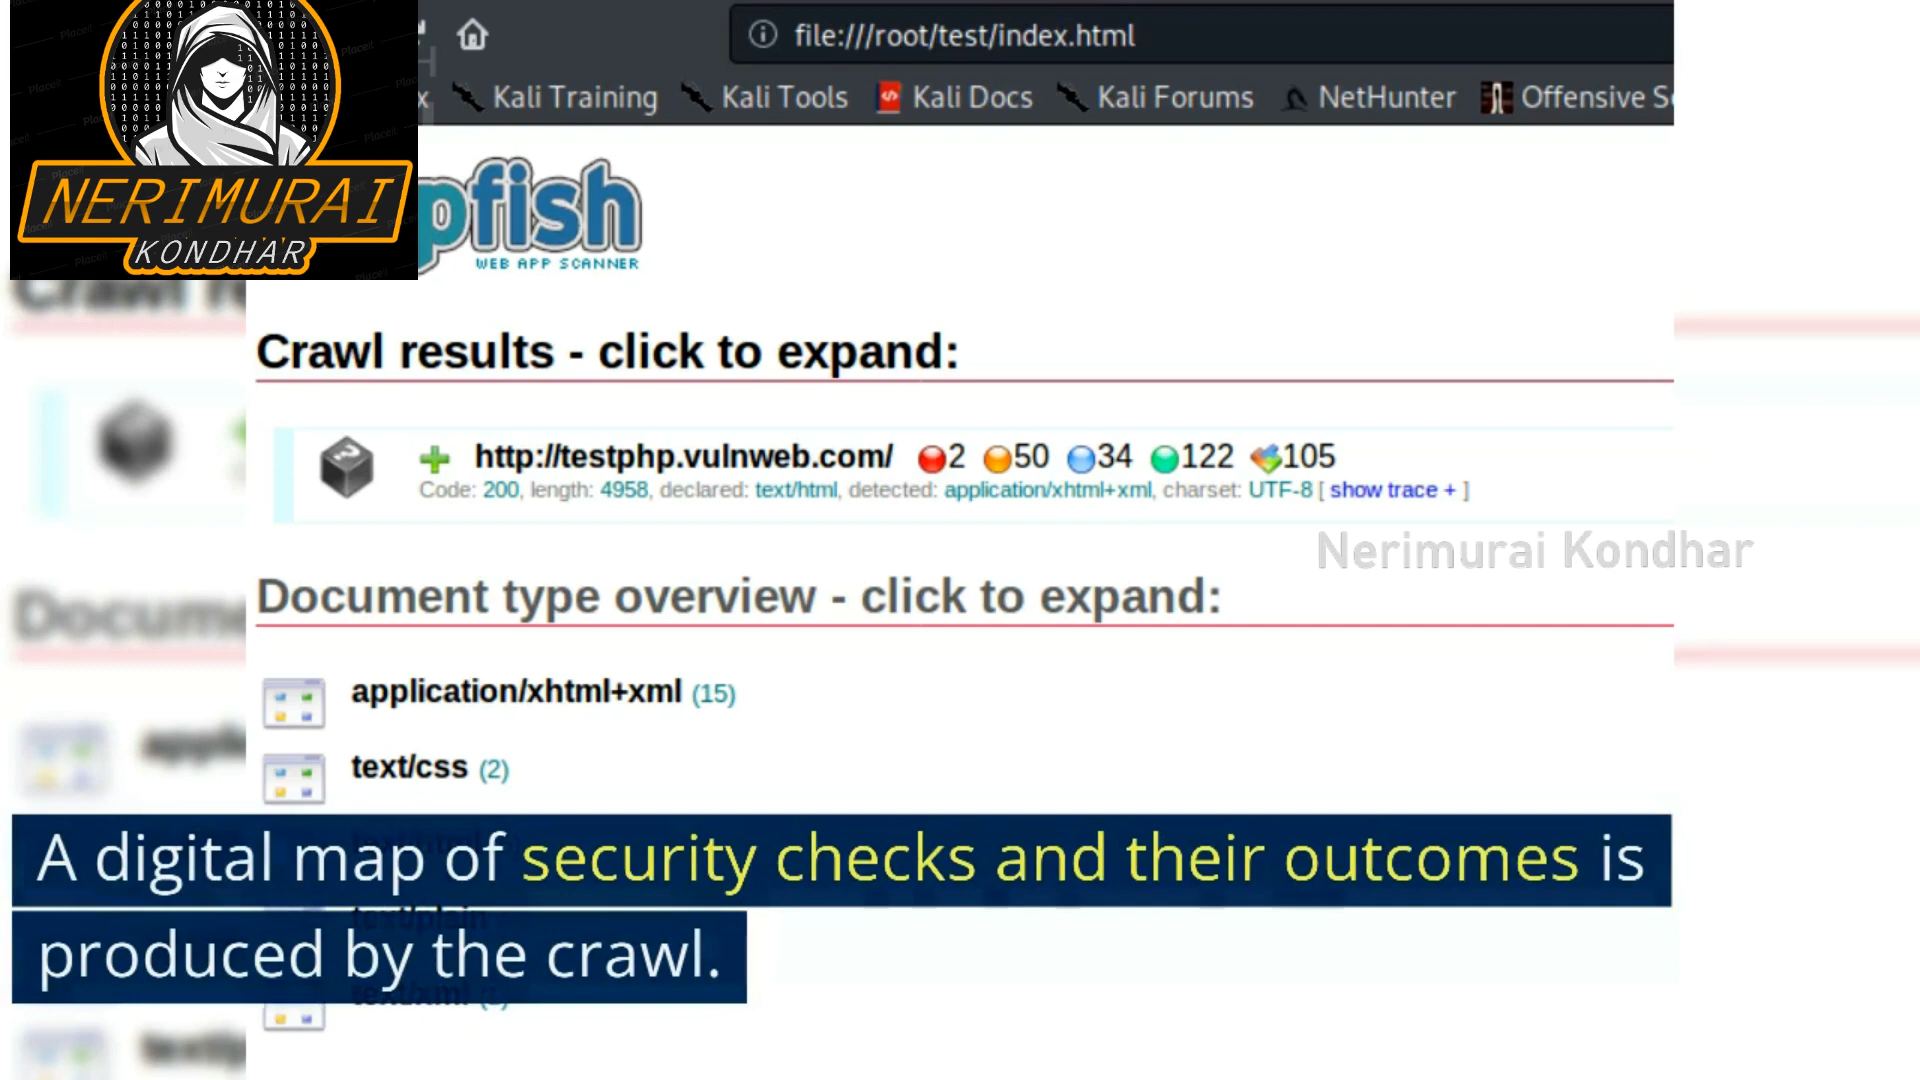 NERIMURAI
KONDHAR
file:///root/test/index.html
Kali Training Kali Tools Kali Docs Kali Forums NetHunter Offensive
pfish
WEB APP SCANNER
Crawl results - click to expand:
http://testphp.vulnweb.com/ 2 50 34 122 105
Code: 200, length: 4958, declared: text/html, detected: application/xhtml+xml, charset: UTF-8 [ show trace + ]
Nerimurai Kondhar
Document type overview - click to expand:
application/xhtml+xml (15)
text/css (2)
A digital map of security checks and their outcomes is
text/plain
produced by the crawl.